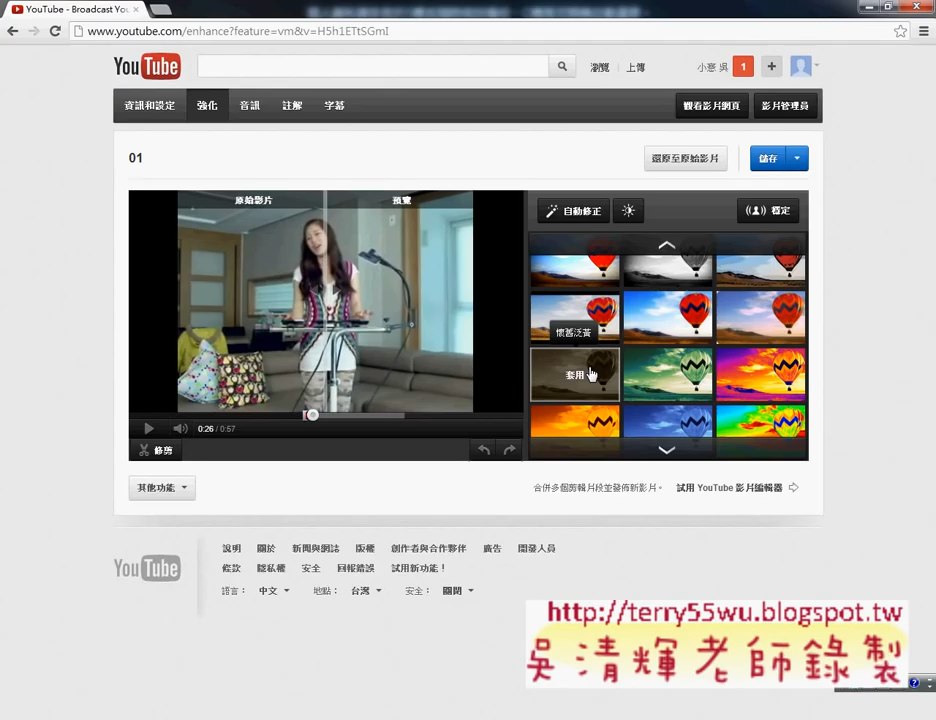 YouTube - Broadcast You
www.youtube.com/enhance?feature=vm&v=H5h1ETtSGmI
YouTube
瀏覽
上傳
小意 吳
1
資訊和設定
強化
音訊
註解
字幕
觀看影片網頁
影片管理員
01
還原至原始影片
儲存
原始影片
預覽
自動修正
穩定
懷舊泛黃
套用
0:26 / 0:57
修剪
其他功能
合併多個剪輯片段並發佈新影片。
試用 YouTube 影片編輯器
YouTube
說明 關於 新聞與網誌 版權 創作者與合作夥伴 廣告 開發人員
條款 隱私權 安全 回報錯誤 試用新功能!
語言: 中文 地點: 台灣 安全: 關閉
http://terry55wu.blogspot.tw
吳清輝老師錄製